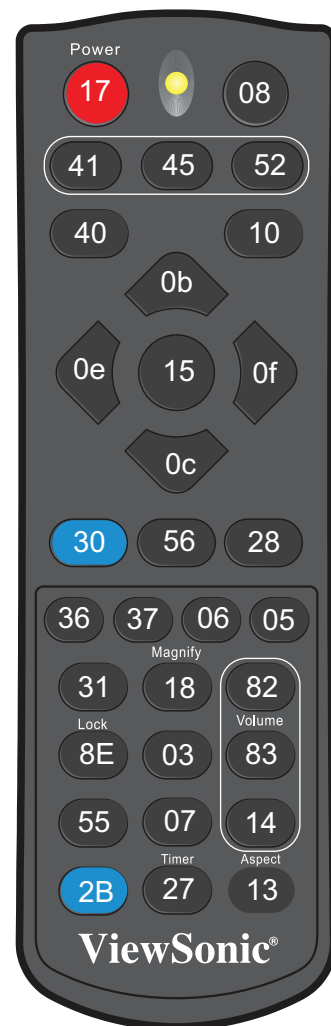 Power
17 08
41 45 52
40 10
0b
0e 15 0f
0c
30 56 28
36 37 06 05
Magnify
31 18 82
Lock Volume
8E 03 83
55 07 14
Timer Aspect
2B 27 13
ViewSonic®